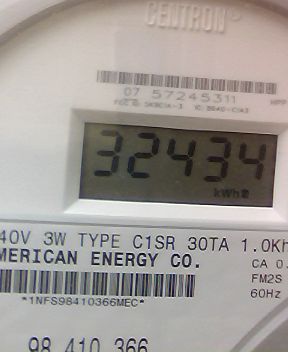 CENTRON
07 57245311
32434
kWh
40V 3W TYPE C1SR 30TA 1.0Kh
MERICAN ENERGY CO.
CA 0.
FM2S
*1NFS98410366MEC*
60Hz
98 410 366